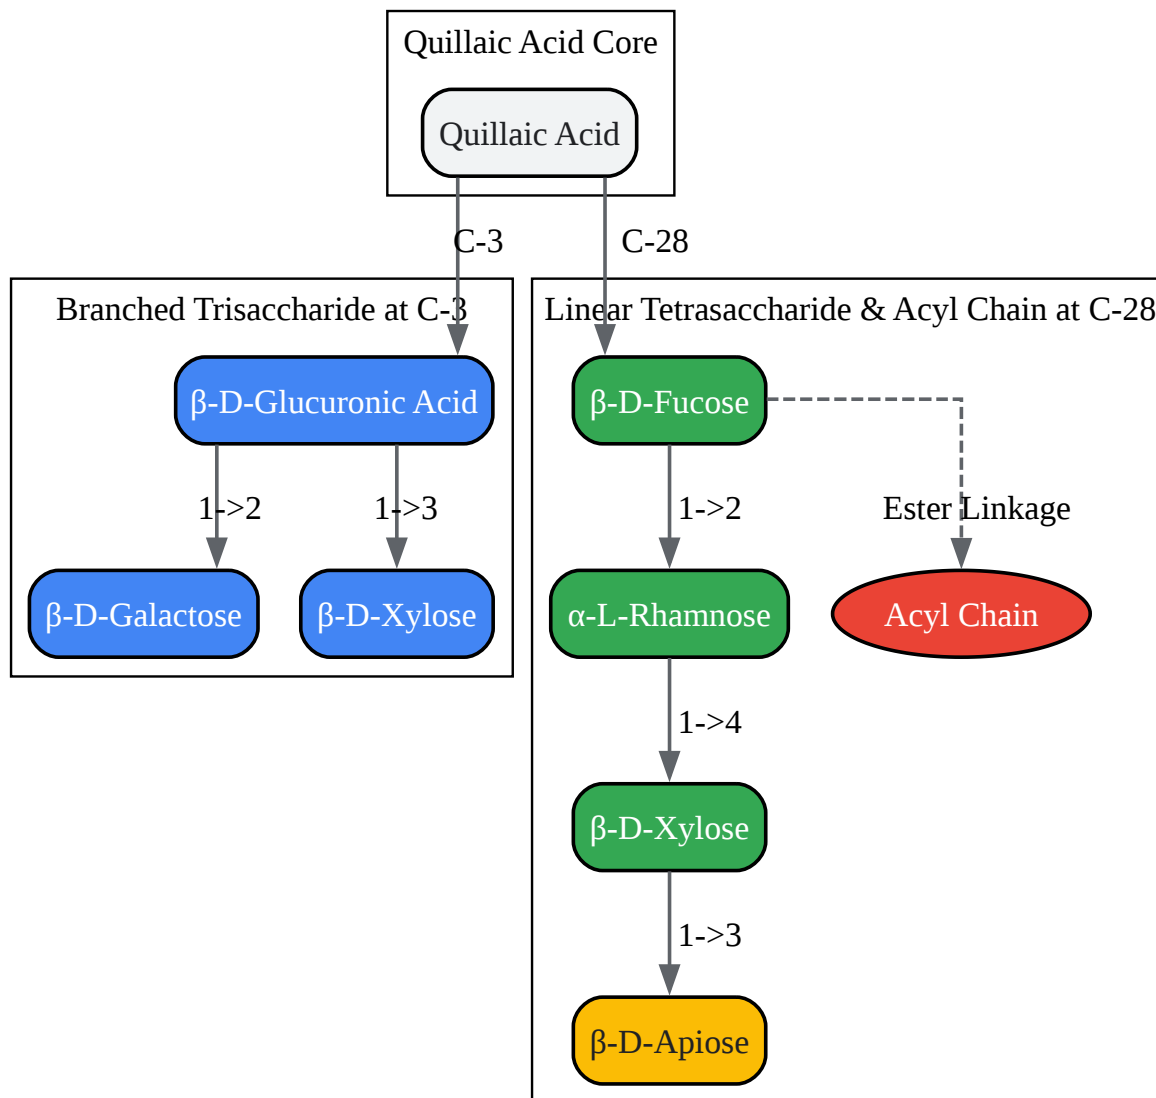 Quillaic Acid Core
Quillaic Acid
C-3
C-28
Branched Trisaccharide at C-3
Linear Tetrasaccharide & Acyl Chain at C-28
β-D-Glucuronic Acid
β-D-Fucose
1->2
1->3
1->2
Ester Linkage
β-D-Galactose
β-D-Xylose
α-L-Rhamnose
Acyl Chain
1->4
β-D-Xylose
1->3
β-D-Apiose